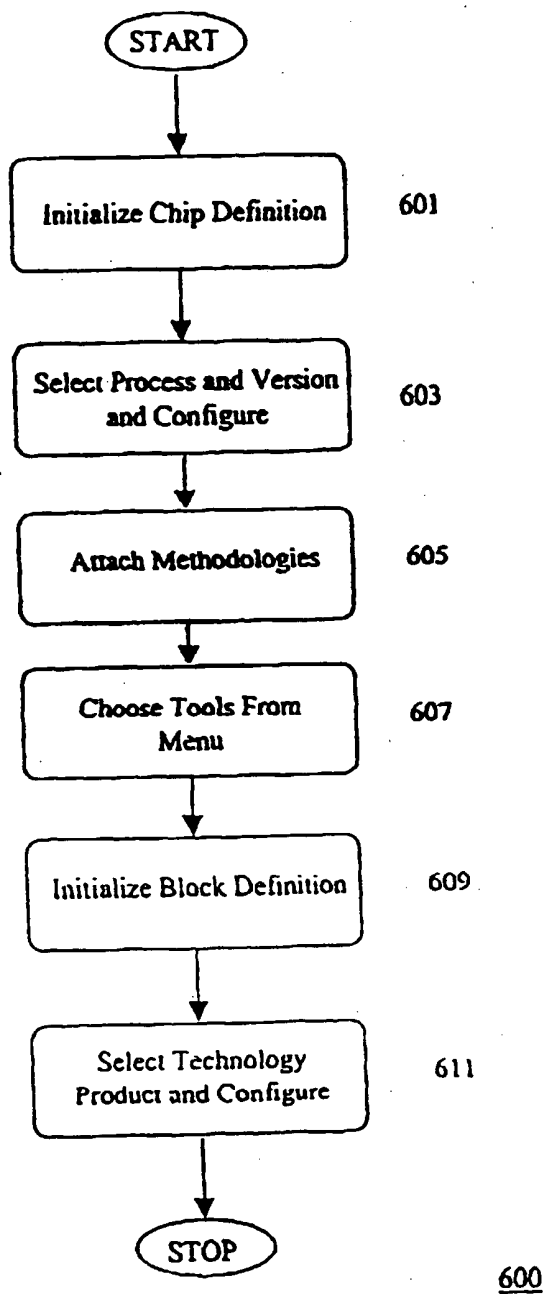 START
Initialize Chip Definition
601
Select Process and Version
and Configure
603
Attach Methodologies
605
Choose Tools From
Menu
607
Initialize Block Definition
609
Select Technology
Product and Configure
611
STOP
600